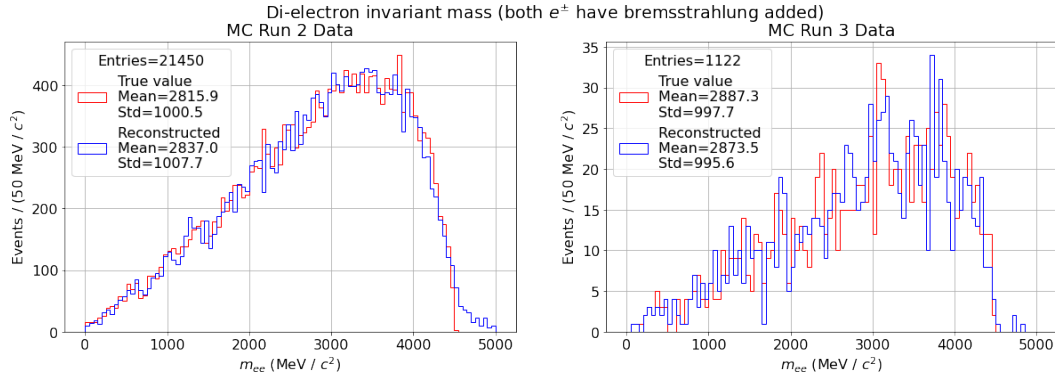 Di-electron invariant mass (both e± have bremsstrahlung added)
MC Run 2 Data
Entries=21450
True value
Mean=2815.9
Std=1000.5
Reconstructed
Mean=2837.0
Std=1007.7
Events / (50 MeV / c²)
400
300
200
100
0
0 1000 2000 3000 4000 5000
mₑₑ (MeV / c²)
MC Run 3 Data
Entries=1122
True value
Mean=2887.3
Std=997.7
Reconstructed
Mean=2873.5
Std=995.6
Events / (50 MeV / c²)
35
30
25
20
15
10
5
0
0 1000 2000 3000 4000 5000
mₑₑ (MeV / c²)